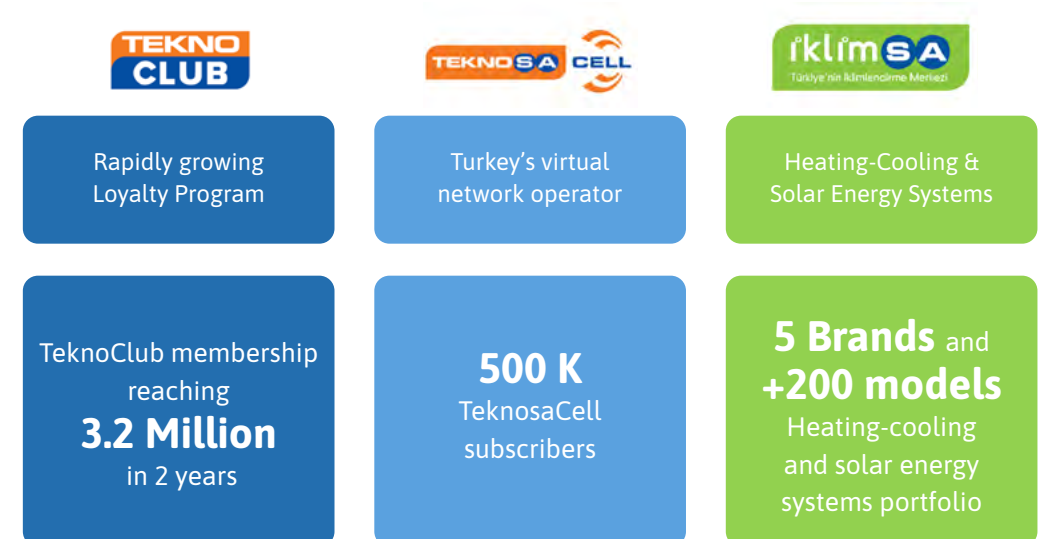 TEKNO
CLUB
TEKNOSA CELL
iklimSA
Türkiye'nin İklimlendirme Merkezi
Rapidly growing
Loyalty Program
Turkey's virtual
network operator
Heating-Cooling &
Solar Energy Systems
TeknoClub membership
reaching
3.2 Million
in 2 years
500 K
TeknosaCell
subscribers
5 Brands and
+200 models
Heating-cooling
and solar energy
systems portfolio